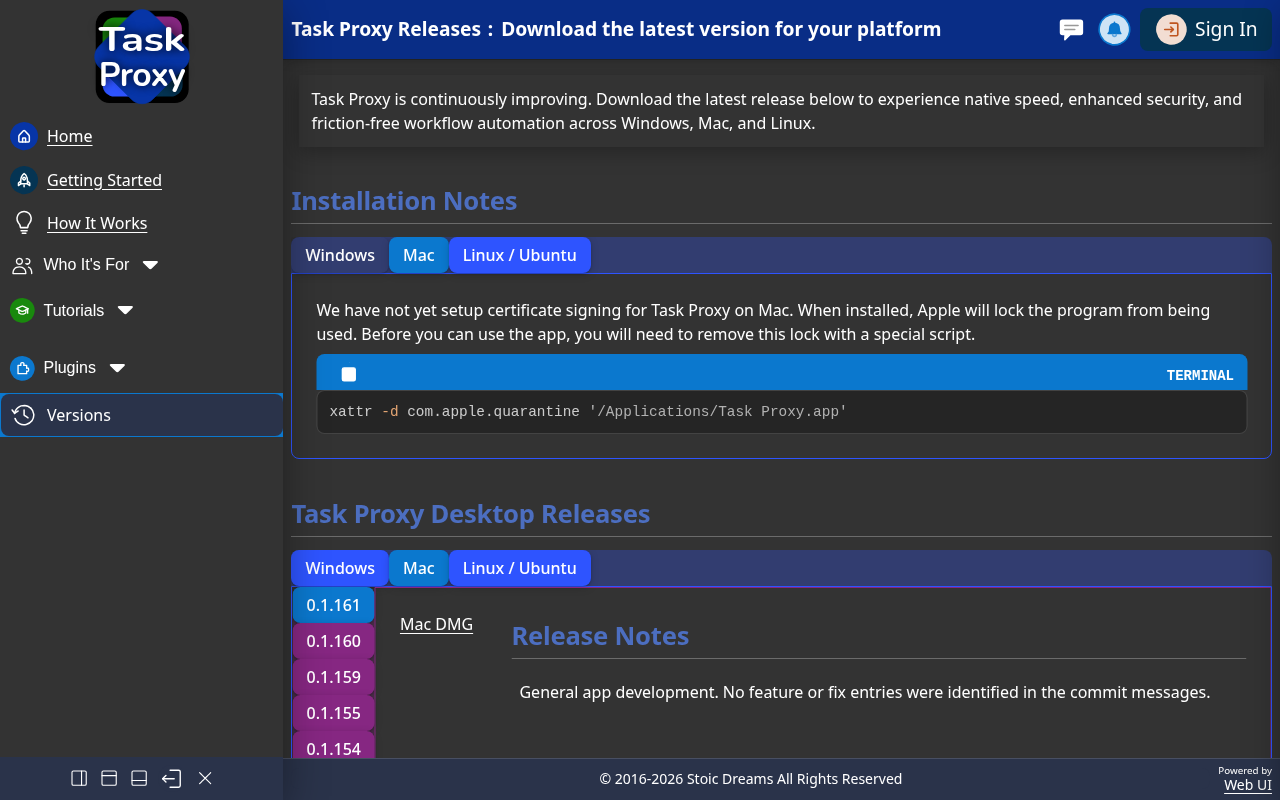 Task
Proxy
Home
Getting Started
How It Works
Who It's For
Tutorials
Plugins
Versions
Task Proxy Releases : Download the latest version for your platform
Sign In
Task Proxy is continuously improving. Download the latest release below to experience native speed, enhanced security, and
friction-free workflow automation across Windows, Mac, and Linux.
Installation Notes
Windows Mac Linux / Ubuntu
We have not yet setup certificate signing for Task Proxy on Mac. When installed, Apple will lock the program from being
used. Before you can use the app, you will need to remove this lock with a special script.
TERMINAL
xattr -d com.apple.quarantine '/Applications/Task Proxy.app'
Task Proxy Desktop Releases
Windows Mac Linux / Ubuntu
0.1.161
0.1.160
0.1.159
0.1.155
0.1.154
Mac DMG
Release Notes
General app development. No feature or fix entries were identified in the commit messages.
© 2016-2026 Stoic Dreams All Rights Reserved
Powered by
Web UI